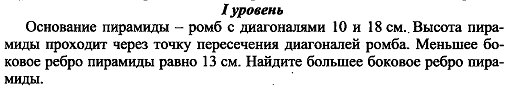 I уровень
Основание пирамиды – ромб с диагоналями 10 и 18 см. Высота пира-
миды проходит через точку пересечения диагоналей ромба. Меньшее бо-
ковое ребро пирамиды равно 13 см. Найдите большее боковое ребро пира-
миды.